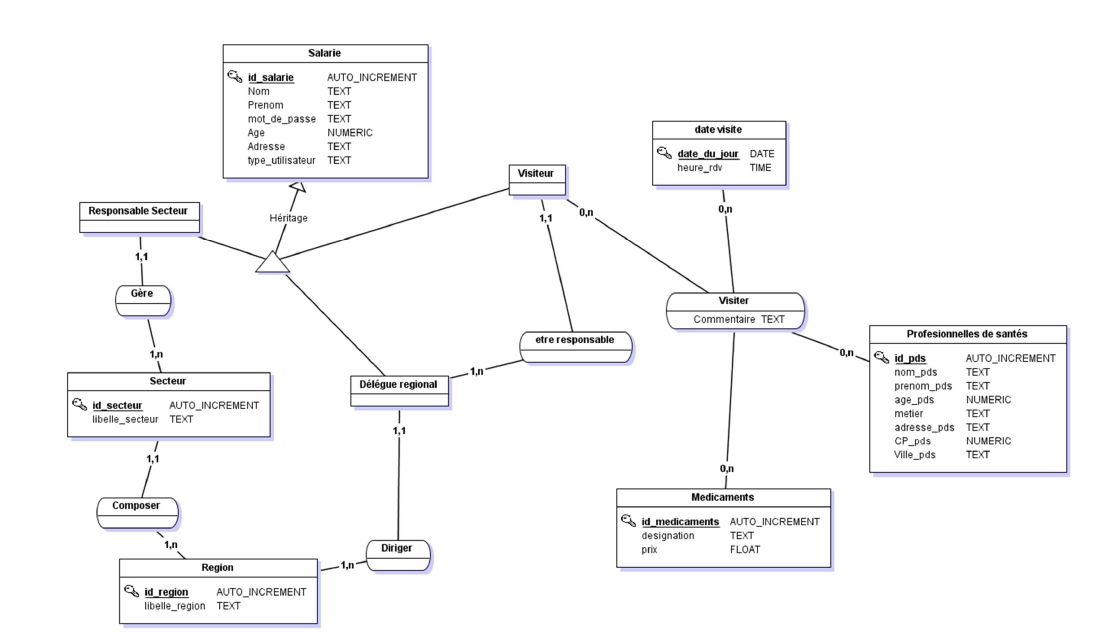 Salarie
id_salarie AUTO_INCREMENT
Nom TEXT
Prenom TEXT
mot_de_passe TEXT
Age NUMERIC
Adresse TEXT
type_utilisateur TEXT
date visite
date_du_jour DATE
heure_rdv TIME
Visiteur
Responsable Secteur
Héritage
0,n
0,n
1,1
1,1
Gère
Visiter
Commentaire TEXT
etre responsable
Profesionnelles de santés
id_pds AUTO_INCREMENT
nom_pds TEXT
prenom_pds TEXT
age_pds NUMERIC
metier TEXT
adresse_pds TEXT
CP_pds NUMERIC
Ville_pds TEXT
0,n
1,n
1,n
Secteur
id_secteur AUTO_INCREMENT
libelle_secteur TEXT
Délégue regional
1,1
1,1
0,n
Composer
Medicaments
id_medicaments AUTO_INCREMENT
designation TEXT
prix FLOAT
1,n
Diriger
1,n
Region
id_region AUTO_INCREMENT
libelle_region TEXT